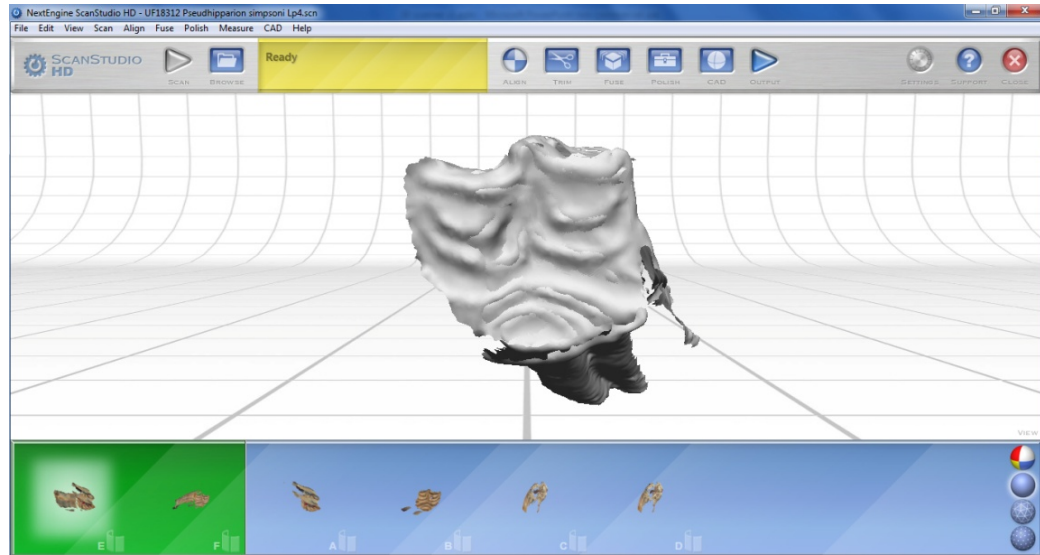 NextEngine ScanStudio HD - UF18312 Pseudhipparion simpsoni Lp4.scn
File Edit View Scan Align Fuse Polish Measure CAD Help
SCANSTUDIO HD
SCAN
BROWSE
Ready
ALIGN
TRIM
FUSE
POLISH
CAD
OUTPUT
SETTINGS
SUPPORT
CLOSE
VIEW
E
F
A
B
C
D